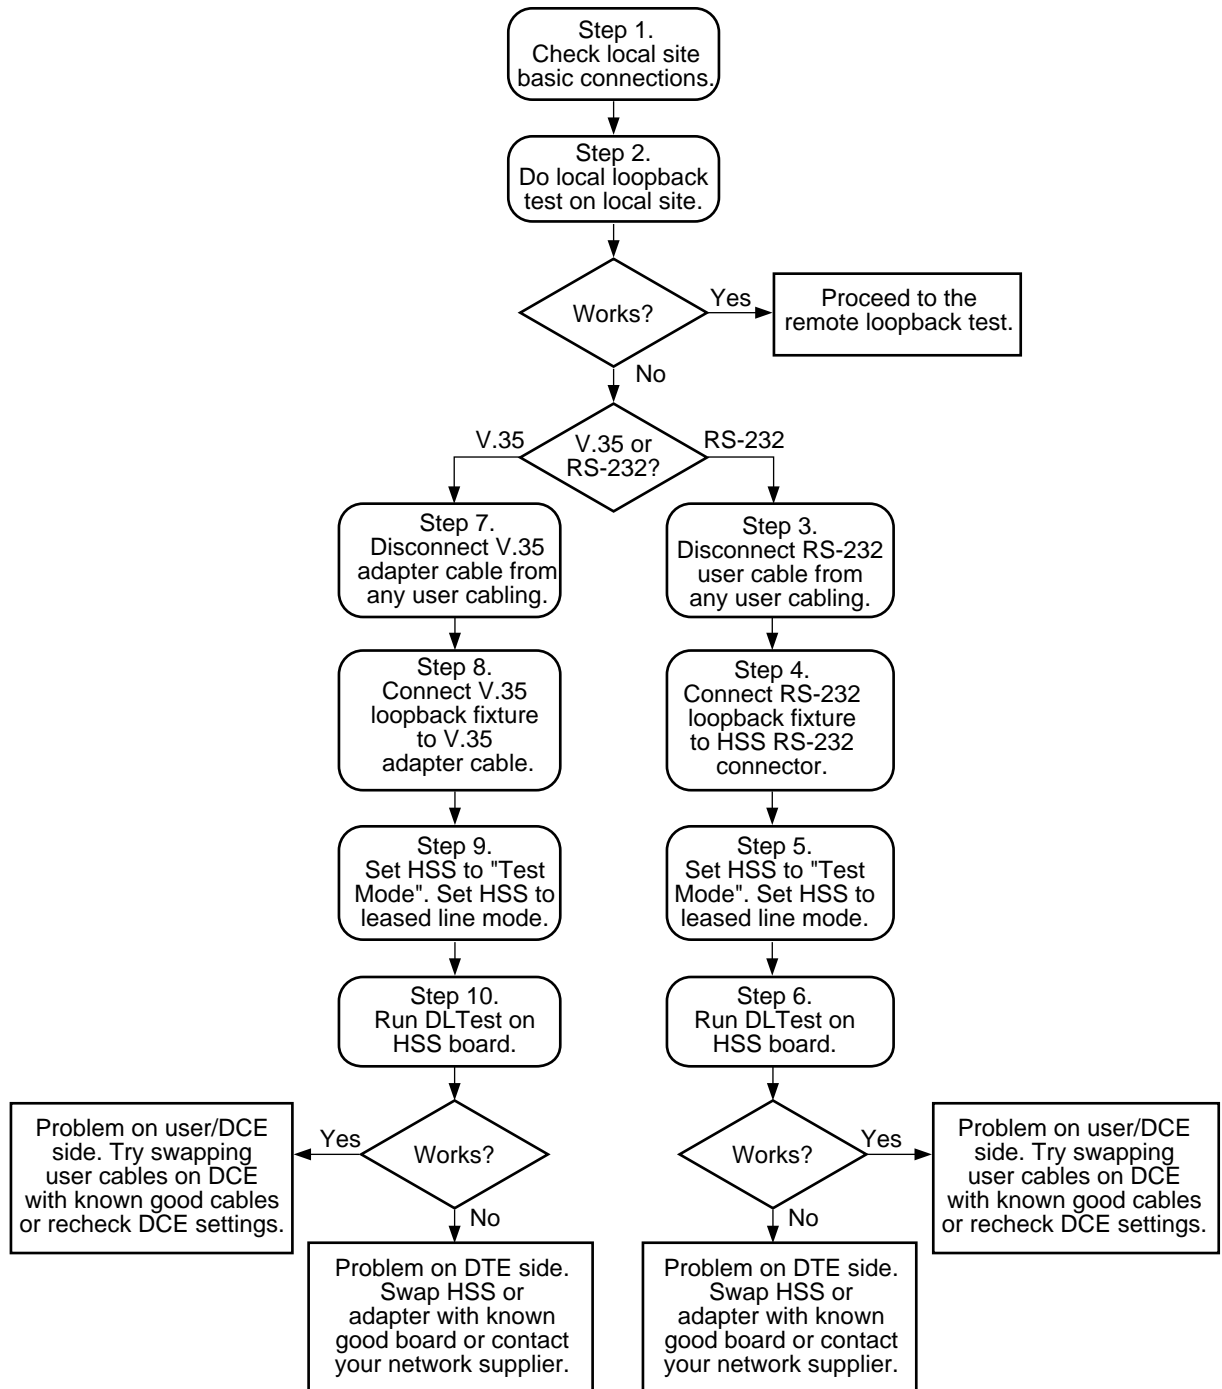 Step 1.
Check local site
basic connections.
Step 2.
Do local loopback
test on local site.
Works?
Yes
Proceed to the
remote loopback test.
No
V.35
V.35 or
RS-232?
RS-232
Step 7.
Disconnect V.35
adapter cable from
any user cabling.
Step 3.
Disconnect RS-232
user cable from
any user cabling.
Step 8.
Connect V.35
loopback fixture
to V.35
adapter cable.
Step 4.
Connect RS-232
loopback fixture
to HSS RS-232
connector.
Step 9.
Set HSS to "Test
Mode". Set HSS to
leased line mode.
Step 5.
Set HSS to "Test
Mode". Set HSS to
leased line mode.
Step 10.
Run DLTest on
HSS board.
Step 6.
Run DLTest on
HSS board.
Problem on user/DCE
side. Try swapping
user cables on DCE
with known good cables
or recheck DCE settings.
Yes
Works?
No
Works?
Yes
No
Problem on user/DCE
side. Try swapping
user cables on DCE
with known good cables
or recheck DCE settings.
Problem on DTE side.
Swap HSS or
adapter with known
good board or contact
your network supplier.
Problem on DTE side.
Swap HSS or
adapter with known
good board or contact
your network supplier.